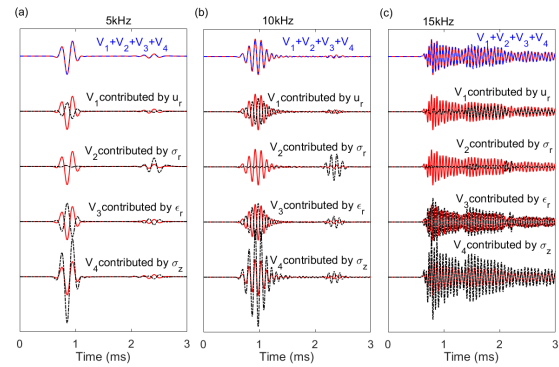 (a) 5kHz
V1+V2+V3+V4
V1contributed by ur
V2contributed by σr
V3contributed by ϵr
V4contributed by σz
0 1 2 3
Time (ms)
(b) 10kHz
V1+V2+V3+V4
V1contributed by ur
V2contributed by σr
V3contributed by ϵr
V4contributed by σz
0 1 2 3
Time (ms)
(c) 15kHz
V1+V2+V3+V4
V1contributed by ur
V2contributed by σr
V3contributed by ϵr
V4contributed by σz
0 1 2 3
Time (ms)